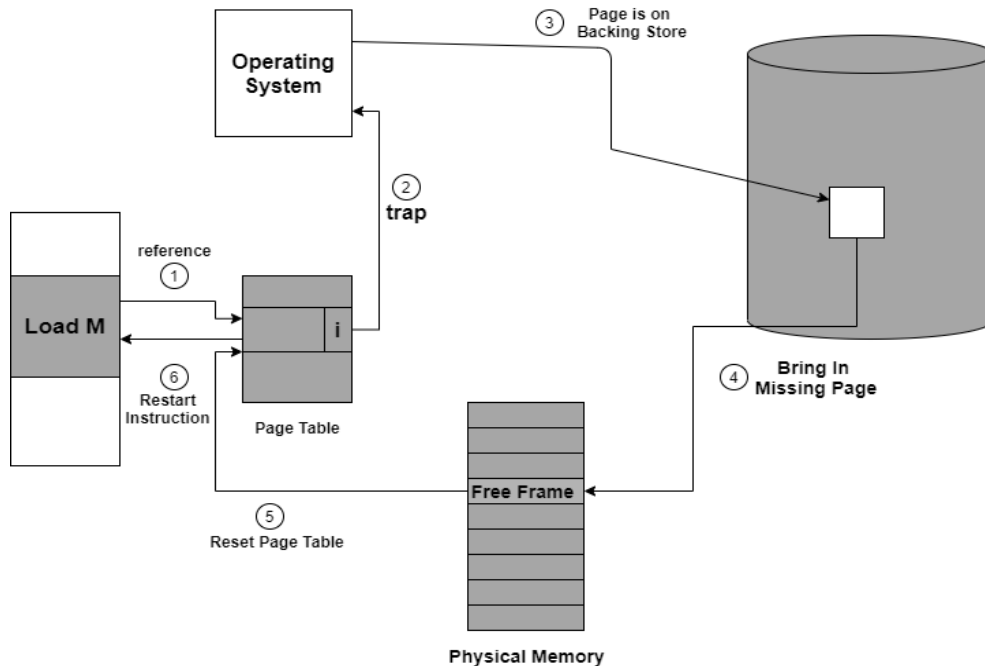 3
Page is on
Backing Store
Operating
System
2
trap
reference
1
Load M
i
6
Restart
Instruction
Page Table
4
Bring In
Missing Page
Free Frame
5
Reset Page Table
Physical Memory